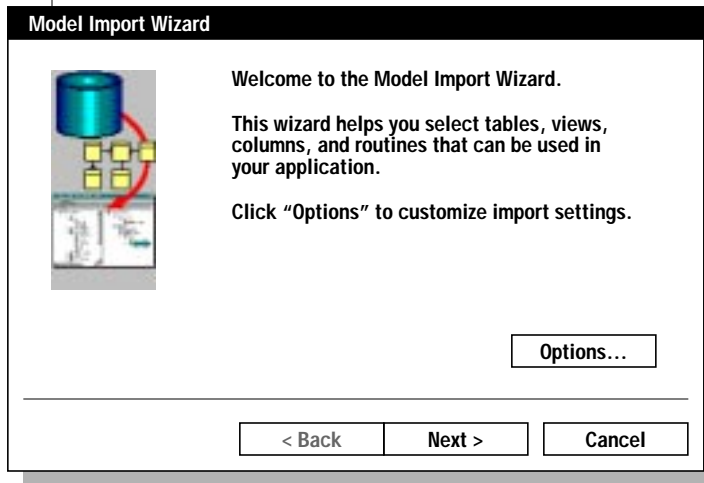 Model Import Wizard
Welcome to the Model Import Wizard.
This wizard helps you select tables, views,
columns, and routines that can be used in
your application.
Click “Options” to customize import settings.
Options...
< Back
Next >
Cancel